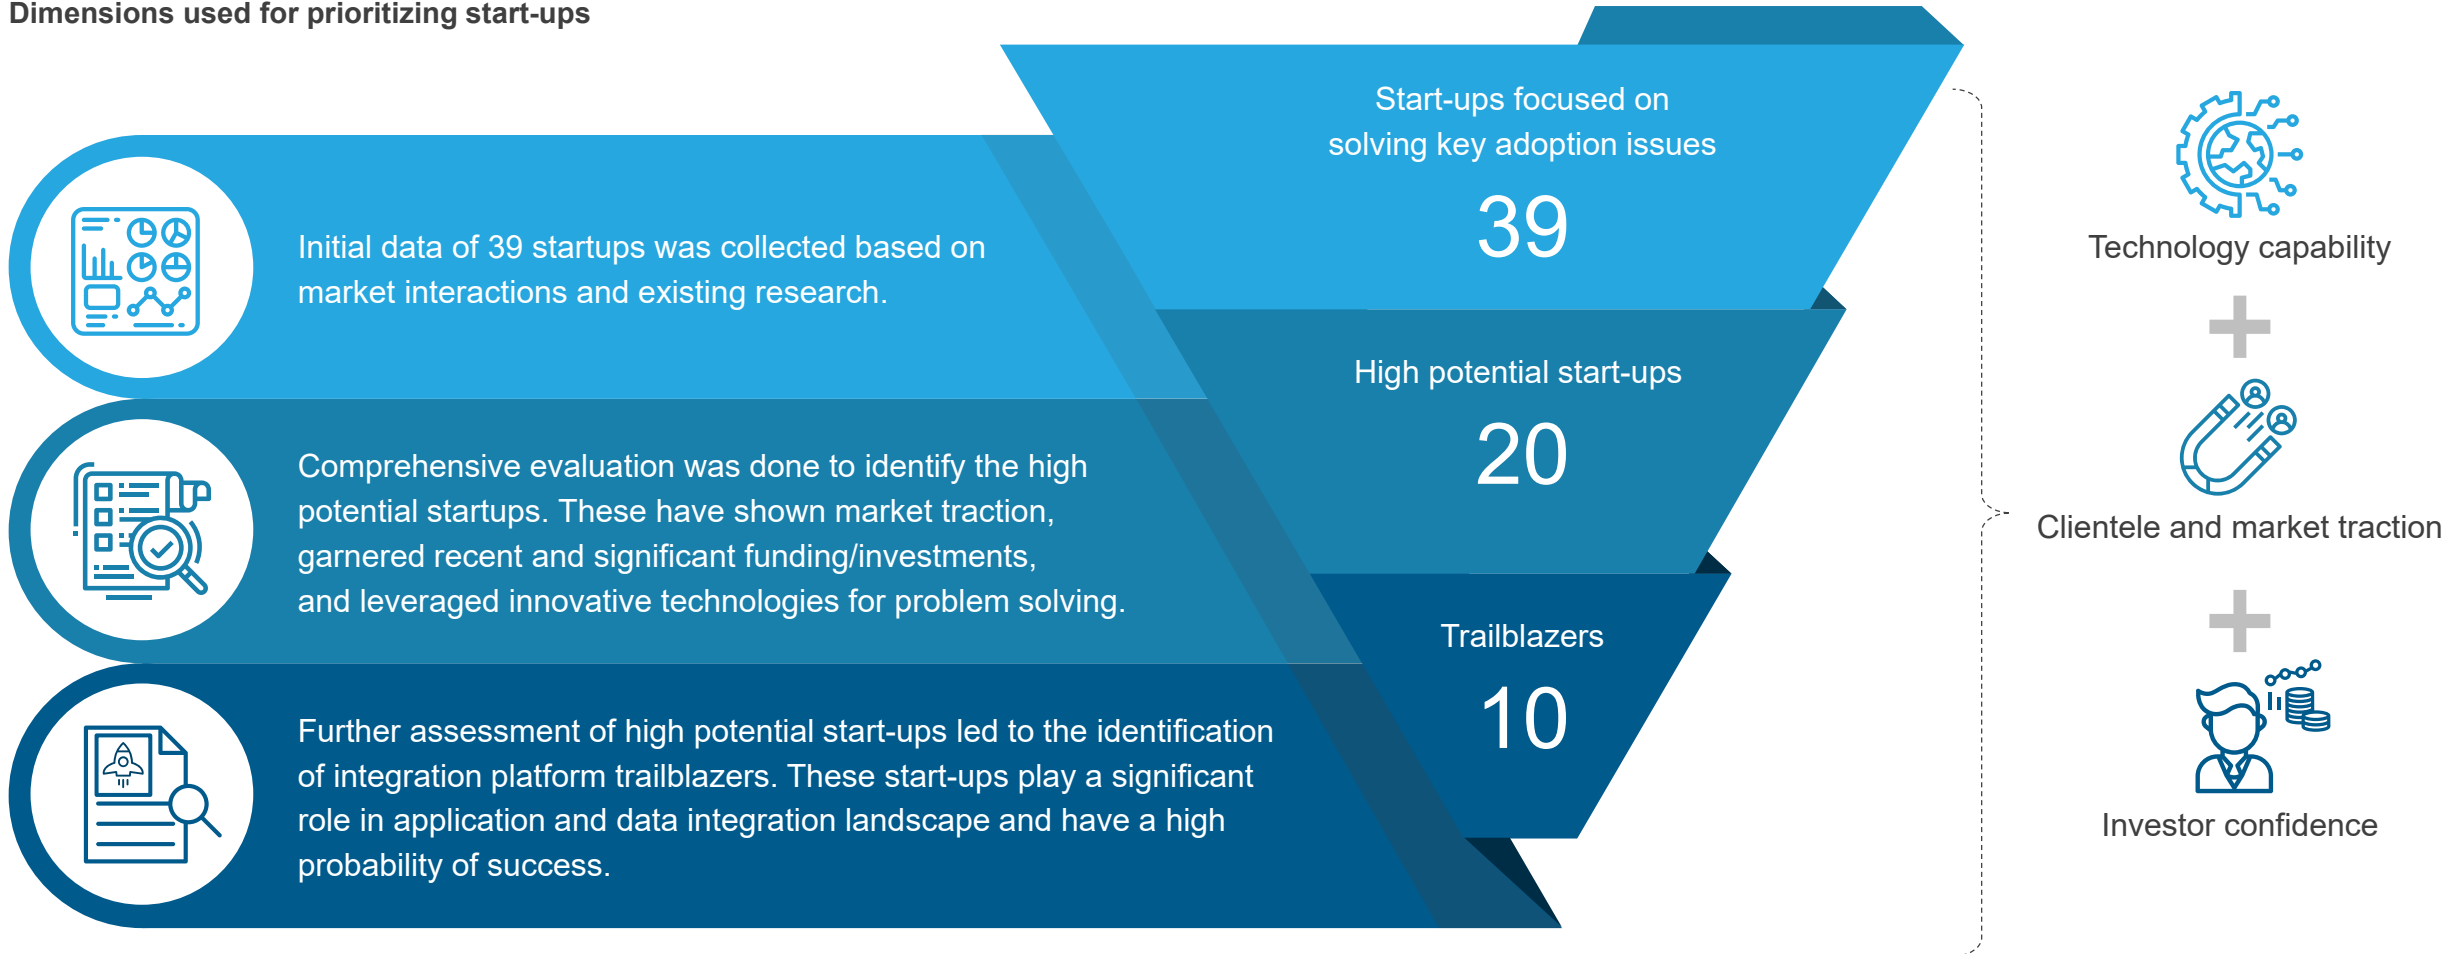 Dimensions used for prioritizing start-ups
Initial data of 39 startups was collected based on
market interactions and existing research.
Comprehensive evaluation was done to identify the high
potential startups. These have shown market traction,
garnered recent and significant funding/investments,
and leveraged innovative technologies for problem solving.
Further assessment of high potential start-ups led to the identification
of integration platform trailblazers. These start-ups play a significant
role in application and data integration landscape and have a high
probability of success.
Start-ups focused on
solving key adoption issues
39
High potential start-ups
20
Trailblazers
10
Technology capability
+
Clientele and market traction
+
Investor confidence